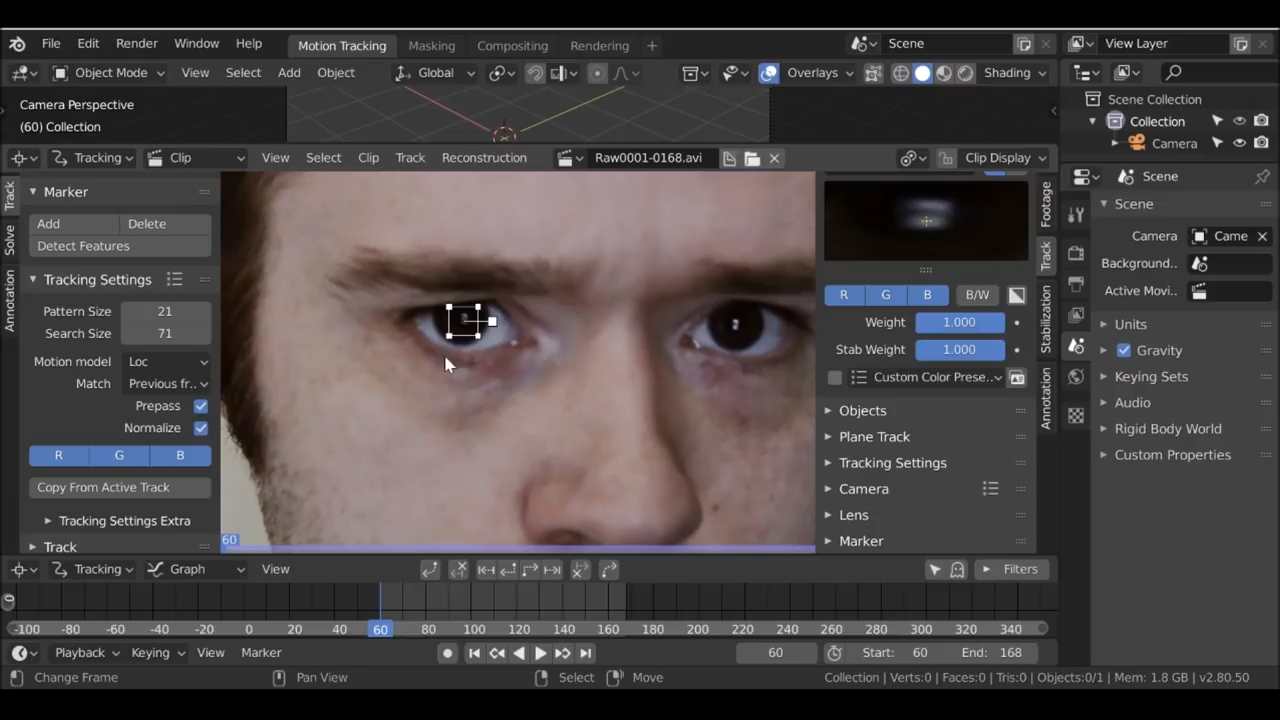 File Edit Render Window Help Motion Tracking Masking Compositing Rendering + Scene View Layer
Object Mode View Select Add Object Global Overlays Shading
Camera Perspective
(60) Collection
Scene Collection
Collection
Camera
Tracking Clip View Select Clip Track Reconstruction Raw0001-0168.avi Clip Display
Track
Solve
Annotation
Marker
Add Delete
Detect Features
Tracking Settings
Pattern Size 21
Search Size 71
Motion model Loc
Match Previous fr..
Prepass
Normalize
R G B
Copy From Active Track
Tracking Settings Extra
Track
60
R G B B/W
Weight 1.000
Stab Weight 1.000
Custom Color Prese..
Objects
Plane Track
Tracking Settings
Camera
Lens
Marker
Footage
Track
Stabilization
Annotation
Scene
Scene
Camera Came
Background..
Active Movi..
Units
Gravity
Keying Sets
Audio
Rigid Body World
Custom Properties
Tracking Graph View Filters
0
-100 -80 -60 -40 -20 0 20 40 60 80 100 120 140 160 180 200 220 240 260 280 300 320 340
Playback Keying View Marker 60 Start: 60 End: 168
Change Frame Pan View Select Move Collection | Verts:0 | Faces:0 | Tris:0 | Objects:0/1 | Mem: 1.8 GB | v2.80.50